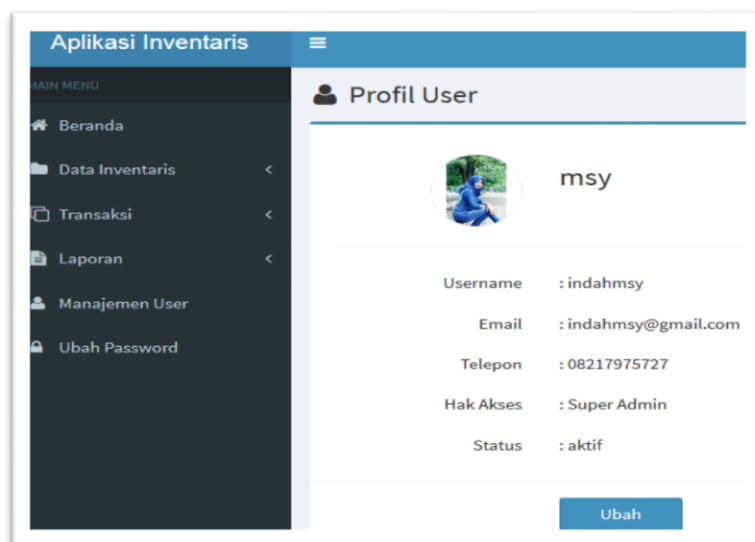 Aplikasi Inventaris
MAIN MENU
Beranda
Data Inventaris
Transaksi
Laporan
Manajemen User
Ubah Password
Profil User
msy
Username : indahmsy
Email : indahmsy@gmail.com
Telepon : 08217975727
Hak Akses : Super Admin
Status : aktif
Ubah